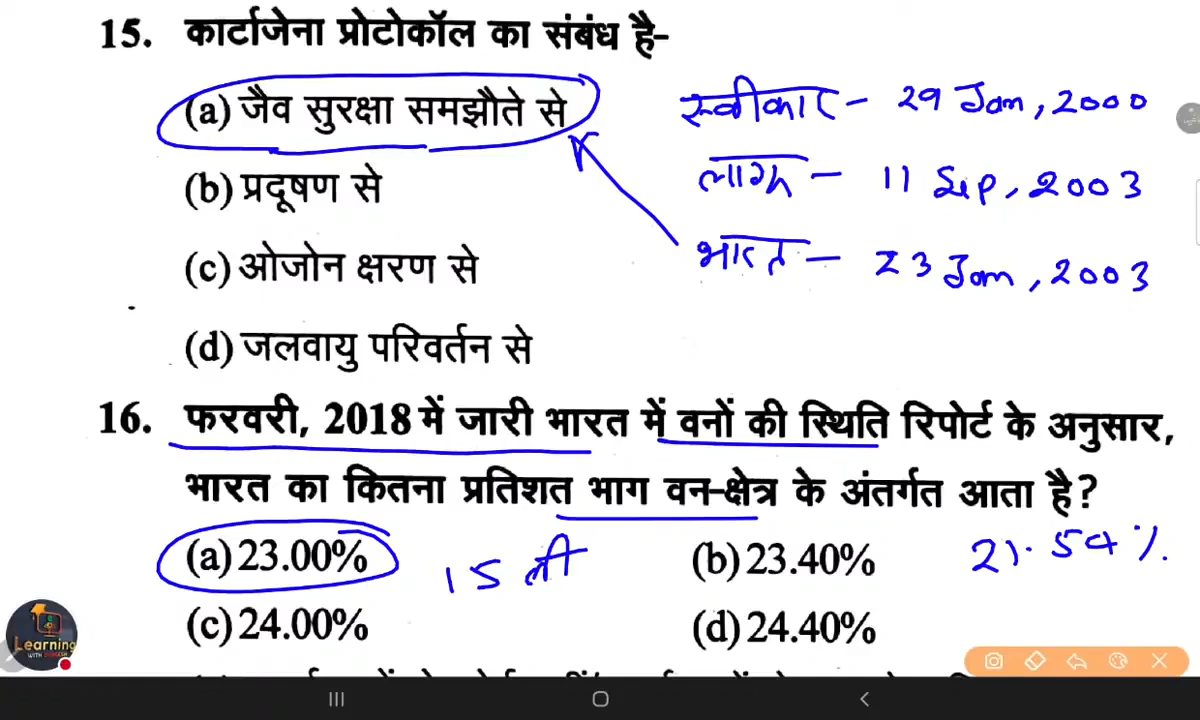 15. कार्टाजेना प्रोटोकॉल का संबंध है-
(a) जैव सुरक्षा समझौते से
स्वीकार - 29 Jan, 2000
(b) प्रदूषण से
लागू - 11 Sep, 2003
(c) ओजोन क्षरण से
भारत - 23 Jan, 2003
(d) जलवायु परिवर्तन से
16. फरवरी, 2018 में जारी भारत में वनों की स्थिति रिपोर्ट के अनुसार,
भारत का कितना प्रतिशत भाग वन-क्षेत्र के अंतर्गत आता है?
(a) 23.00% (b) 23.40%
15 वीं 21.54%
(c) 24.00% (d) 24.40%
Learning